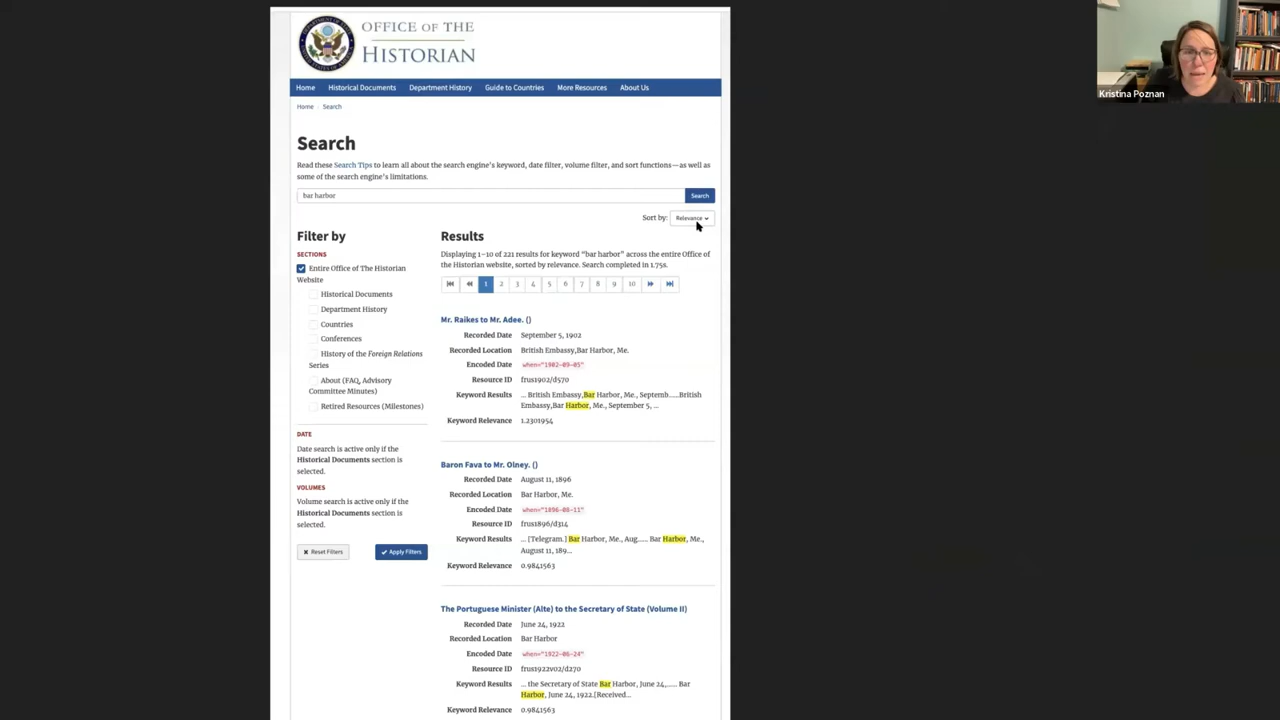 OFFICE OF THE
HISTORIAN
Kristina Poznan
Home Historical Documents Department History Guide to Countries More Resources About Us
Home Search
Search
Read these Search Tips to learn all about the search engine's keyword, date filter, volume filter, and sort functions—as well as
some of the search engine's limitations.
bar harbor Search
Sort by: Relevance
Filter by
SECTIONS
Entire Office of The Historian
Website
Historical Documents
Department History
Countries
Conferences
History of the Foreign Relations
Series
About (FAQ, Advisory
Committee Minutes)
Retired Resources (Milestones)
DATE
Date search is active only if the
Historical Documents section is
selected.
VOLUMES
Volume search is active only if the
Historical Documents section is
selected.
Reset Filters Apply Filters
Results
Displaying 1–10 of 221 results for keyword "bar harbor" across the entire Office of
the Historian website, sorted by relevance. Search completed in 1.75s.
1 2 3 4 5 6 7 8 9 10
Mr. Raikes to Mr. Adee. ()
Recorded Date September 5, 1902
Recorded Location British Embassy,Bar Harbor, Me.
Encoded Date when="1902-09-05"
Resource ID frus1902/d570
Keyword Results ... British Embassy,Bar Harbor, Me., Septemb......British
Embassy,Bar Harbor, Me., September 5, ...
Keyword Relevance 1.2301954
Baron Fava to Mr. Olney. ()
Recorded Date August 11, 1896
Recorded Location Bar Harbor, Me.
Encoded Date when="1896-08-11"
Resource ID frus1896/d314
Keyword Results ... [Telegram.] Bar Harbor, Me., Aug...... Bar Harbor, Me.,
August 11, 189...
Keyword Relevance 0.9841563
The Portuguese Minister (Alte) to the Secretary of State (Volume II)
Recorded Date June 24, 1922
Recorded Location Bar Harbor
Encoded Date when="1922-06-24"
Resource ID frus1922v02/d270
Keyword Results ... the Secretary of State Bar Harbor, June 24,...... Bar
Harbor, June 24, 1922.[Received...
Keyword Relevance 0.9841563